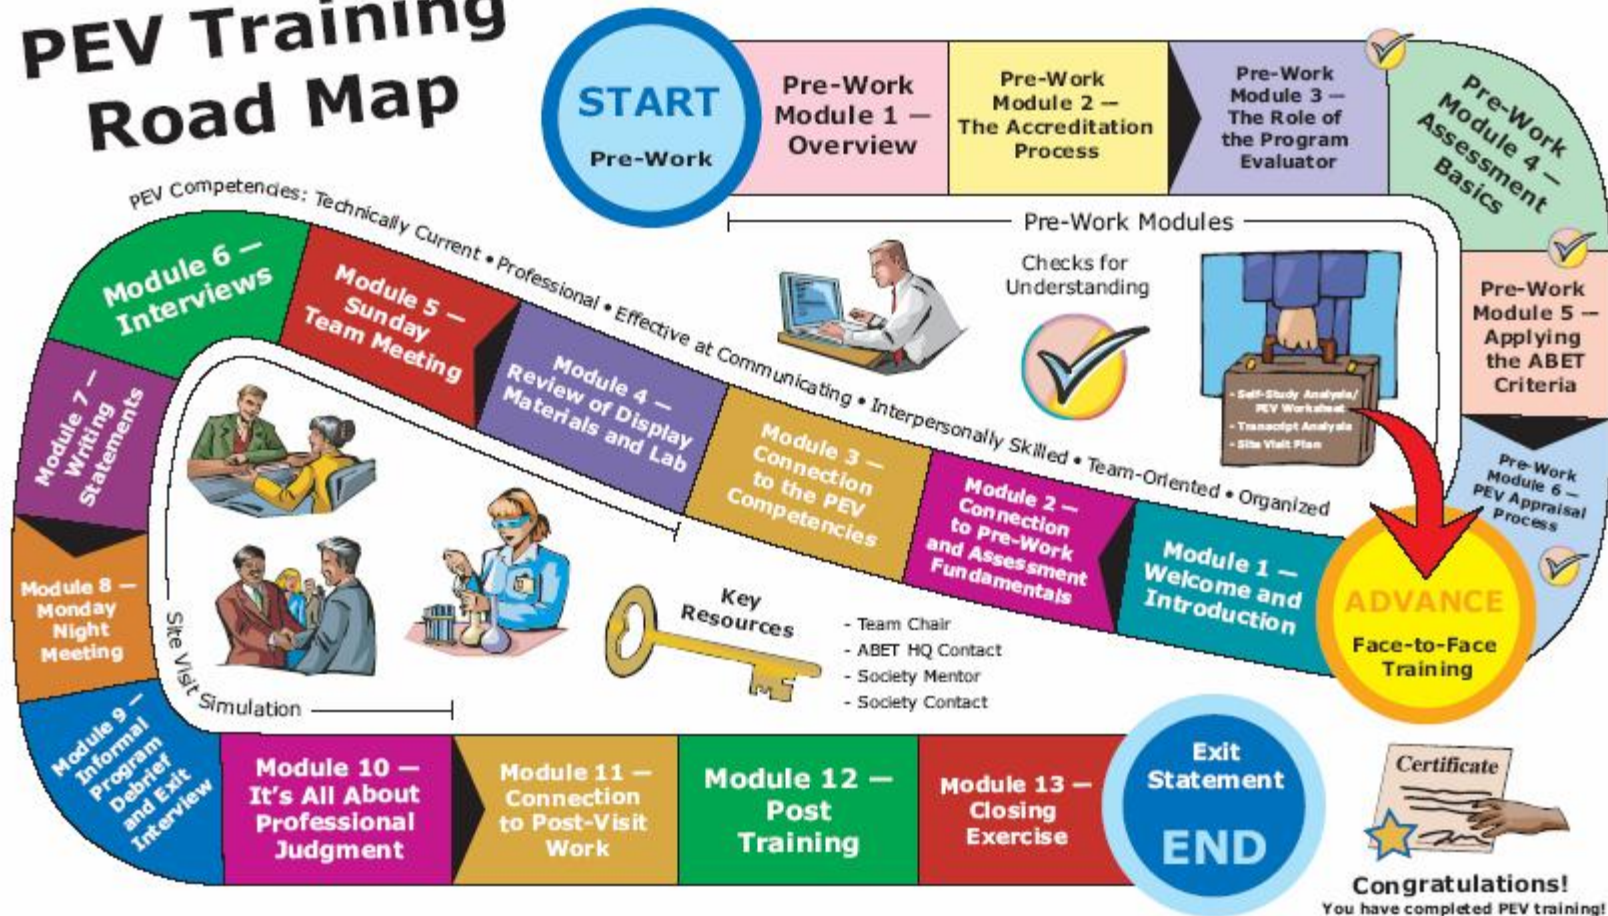 PEV Training
Road Map
START
Pre-Work
Pre-Work
Module 1 —
Overview
Pre-Work
Module 2 —
The Accreditation
Process
Pre-Work
Module 3 —
The Role of
the Program
Evaluator
Pre-Work
Module 4 —
Assessment
Basics
Pre-Work
Module 5 —
Applying
the ABET
Criteria
Pre-Work
Module 6 —
PEV Appraisal
Process
Pre-Work Modules
Checks for
Understanding
- Self-Study Analysis/
PEV Worksheet
- Transcript Analysis
- Site Visit Plan
ADVANCE
Face-to-Face
Training
PEV Competencies: Technically Current • Professional • Effective at Communicating • Interpersonally Skilled • Team-Oriented • Organized
Module 1 —
Welcome and
Introduction
Module 2 —
Connection
to Pre-Work
and Assessment
Fundamentals
Module 3 —
Connection
to the PEV
Competencies
Module 4 —
Review of Display
Materials and Lab
Module 5 —
Sunday
Team Meeting
Module 6 —
Interviews
Module 7 —
Writing
Statements
Module 8 —
Monday
Night
Meeting
Module 9 —
Informal
Program
Debrief
and Exit
Interview
Site Visit Simulation
Key
Resources
- Team Chair
- ABET HQ Contact
- Society Mentor
- Society Contact
Module 10 —
It's All About
Professional
Judgment
Module 11 —
Connection
to Post-Visit
Work
Module 12 —
Post
Training
Module 13 —
Closing
Exercise
Exit
Statement
END
Certificate
Congratulations!
You have completed PEV training!